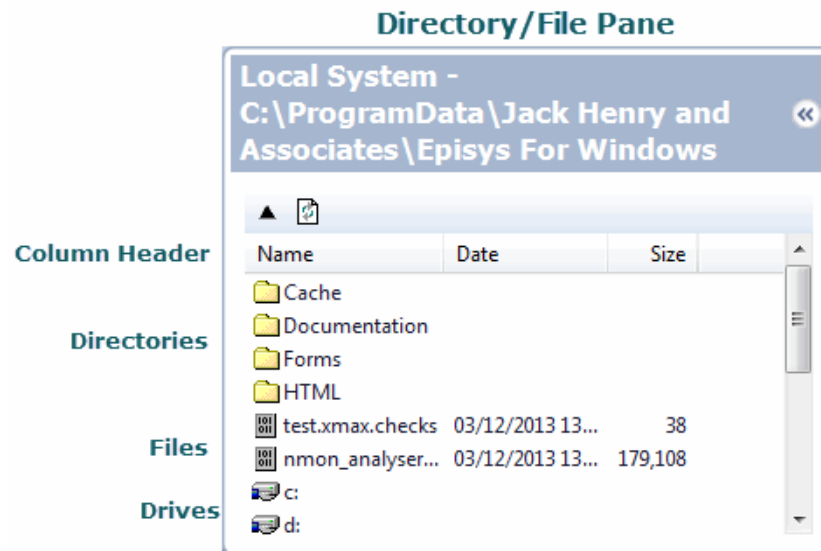 Directory/File Pane
Local System -
C:\ProgramData\Jack Henry and
Associates\Episys For Windows
Column Header
Name Date Size
Cache
Directories
Documentation
Forms
HTML
Files
test.xmax.checks 03/12/2013 13... 38
nmon_analyser... 03/12/2013 13... 179,108
Drives
c:
d: